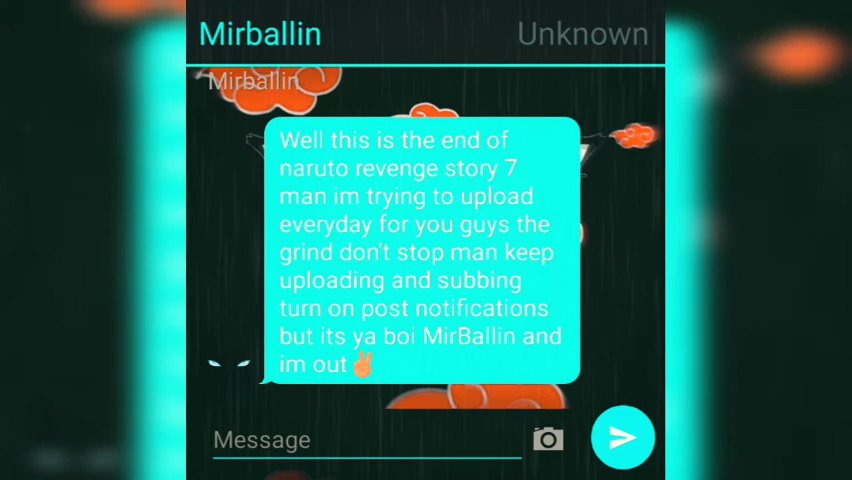 Mirballin Unknown
Mirballin
Well this is the end of
naruto revenge story 7
man im trying to upload
everyday for you guys the
grind don't stop man keep
uploading and subbing
turn on post notifications
but its ya boi MirBallin and
im out✌
Message